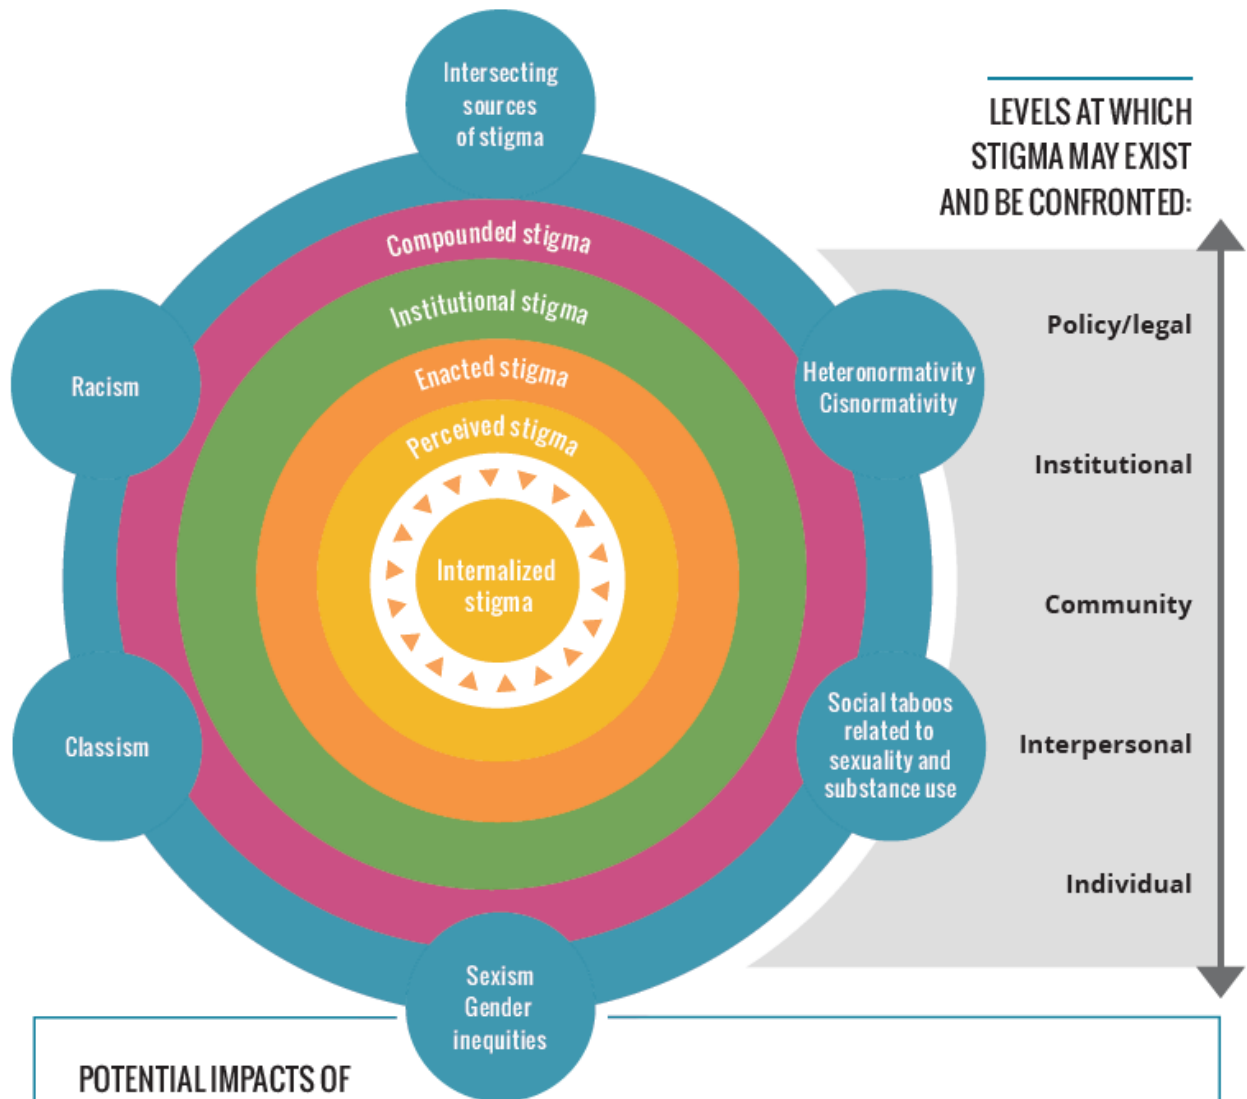 Intersecting
sources
of stigma
LEVELS AT WHICH
STIGMA MAY EXIST
AND BE CONFRONTED:
Compounded stigma
Institutional stigma
Enacted stigma
Perceived stigma
Internalized
stigma
Racism
Heteronormativity
Cisnormativity
Classism
Social taboos
related to
sexuality and
substance use
Sexism
Gender
inequities
Policy/legal
Institutional
Community
Interpersonal
Individual
POTENTIAL IMPACTS OF